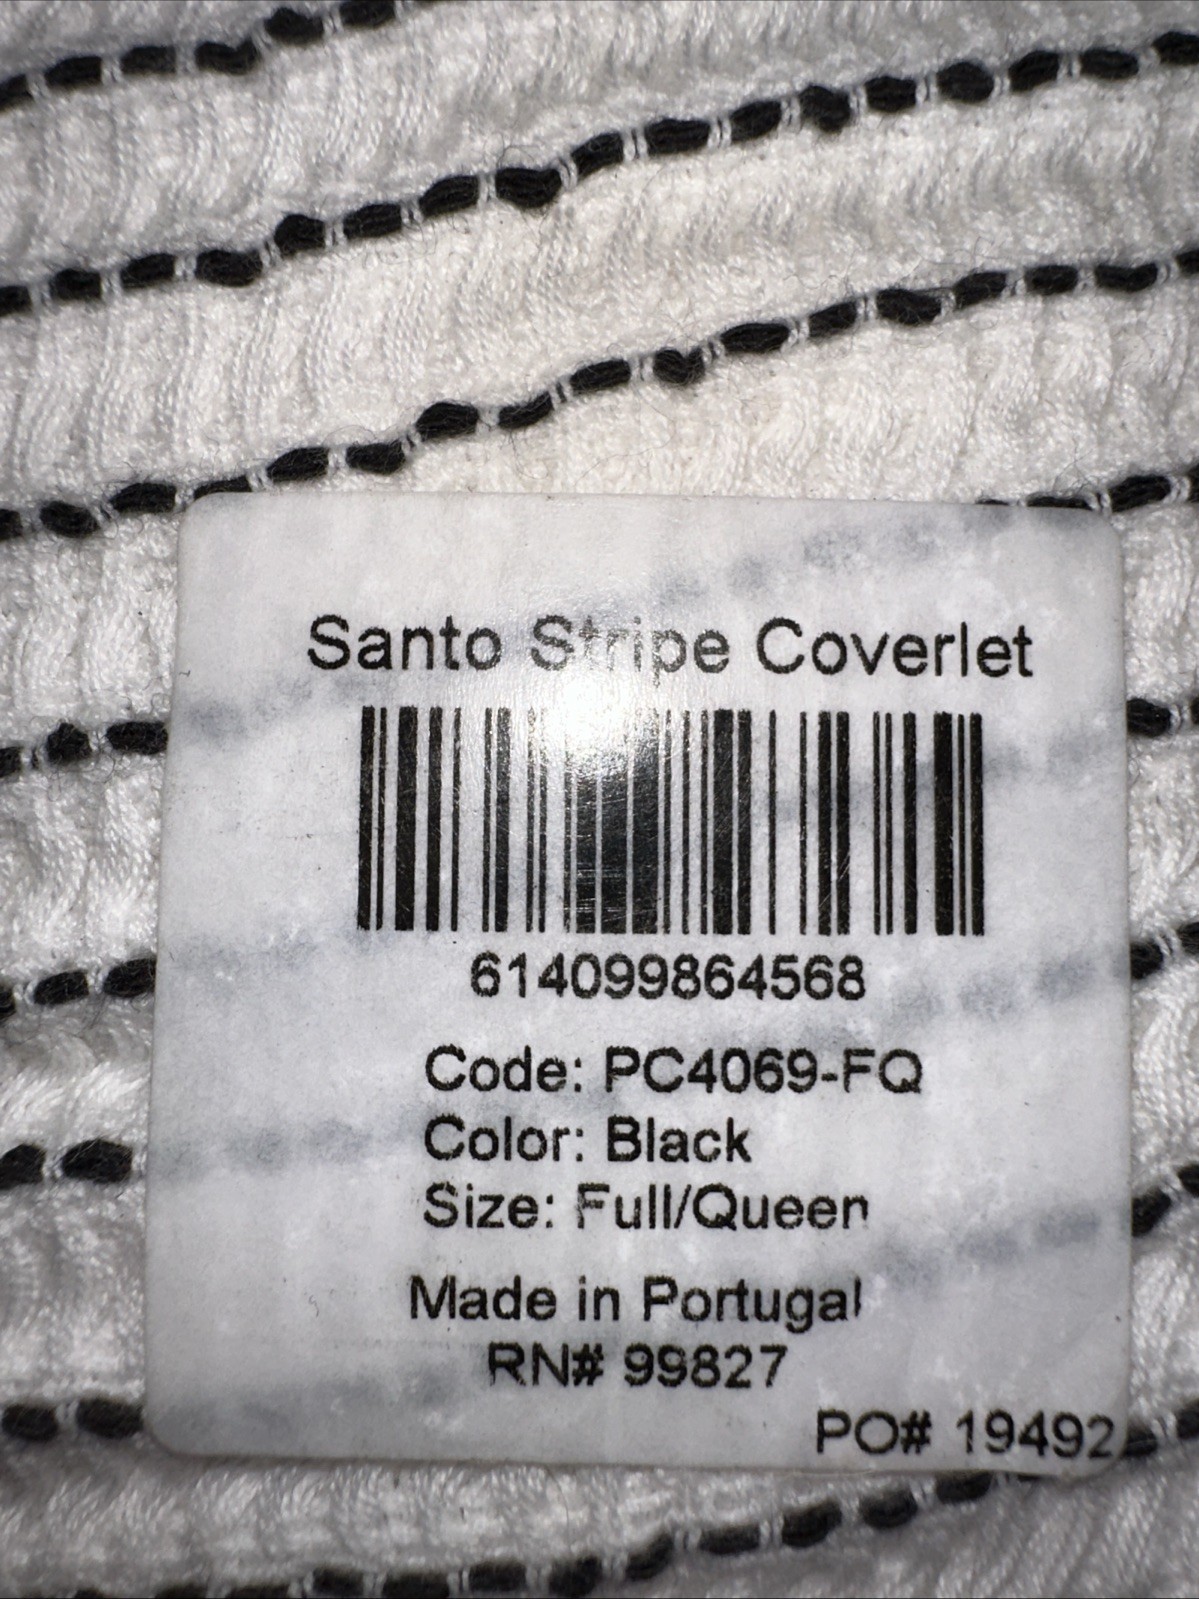 Santo Stripe Coverlet
614099864568
Code: PC4069-FQ
Color: Black
Size: Full/Queen
Made in Portugal
RN# 99827
PO# 19492